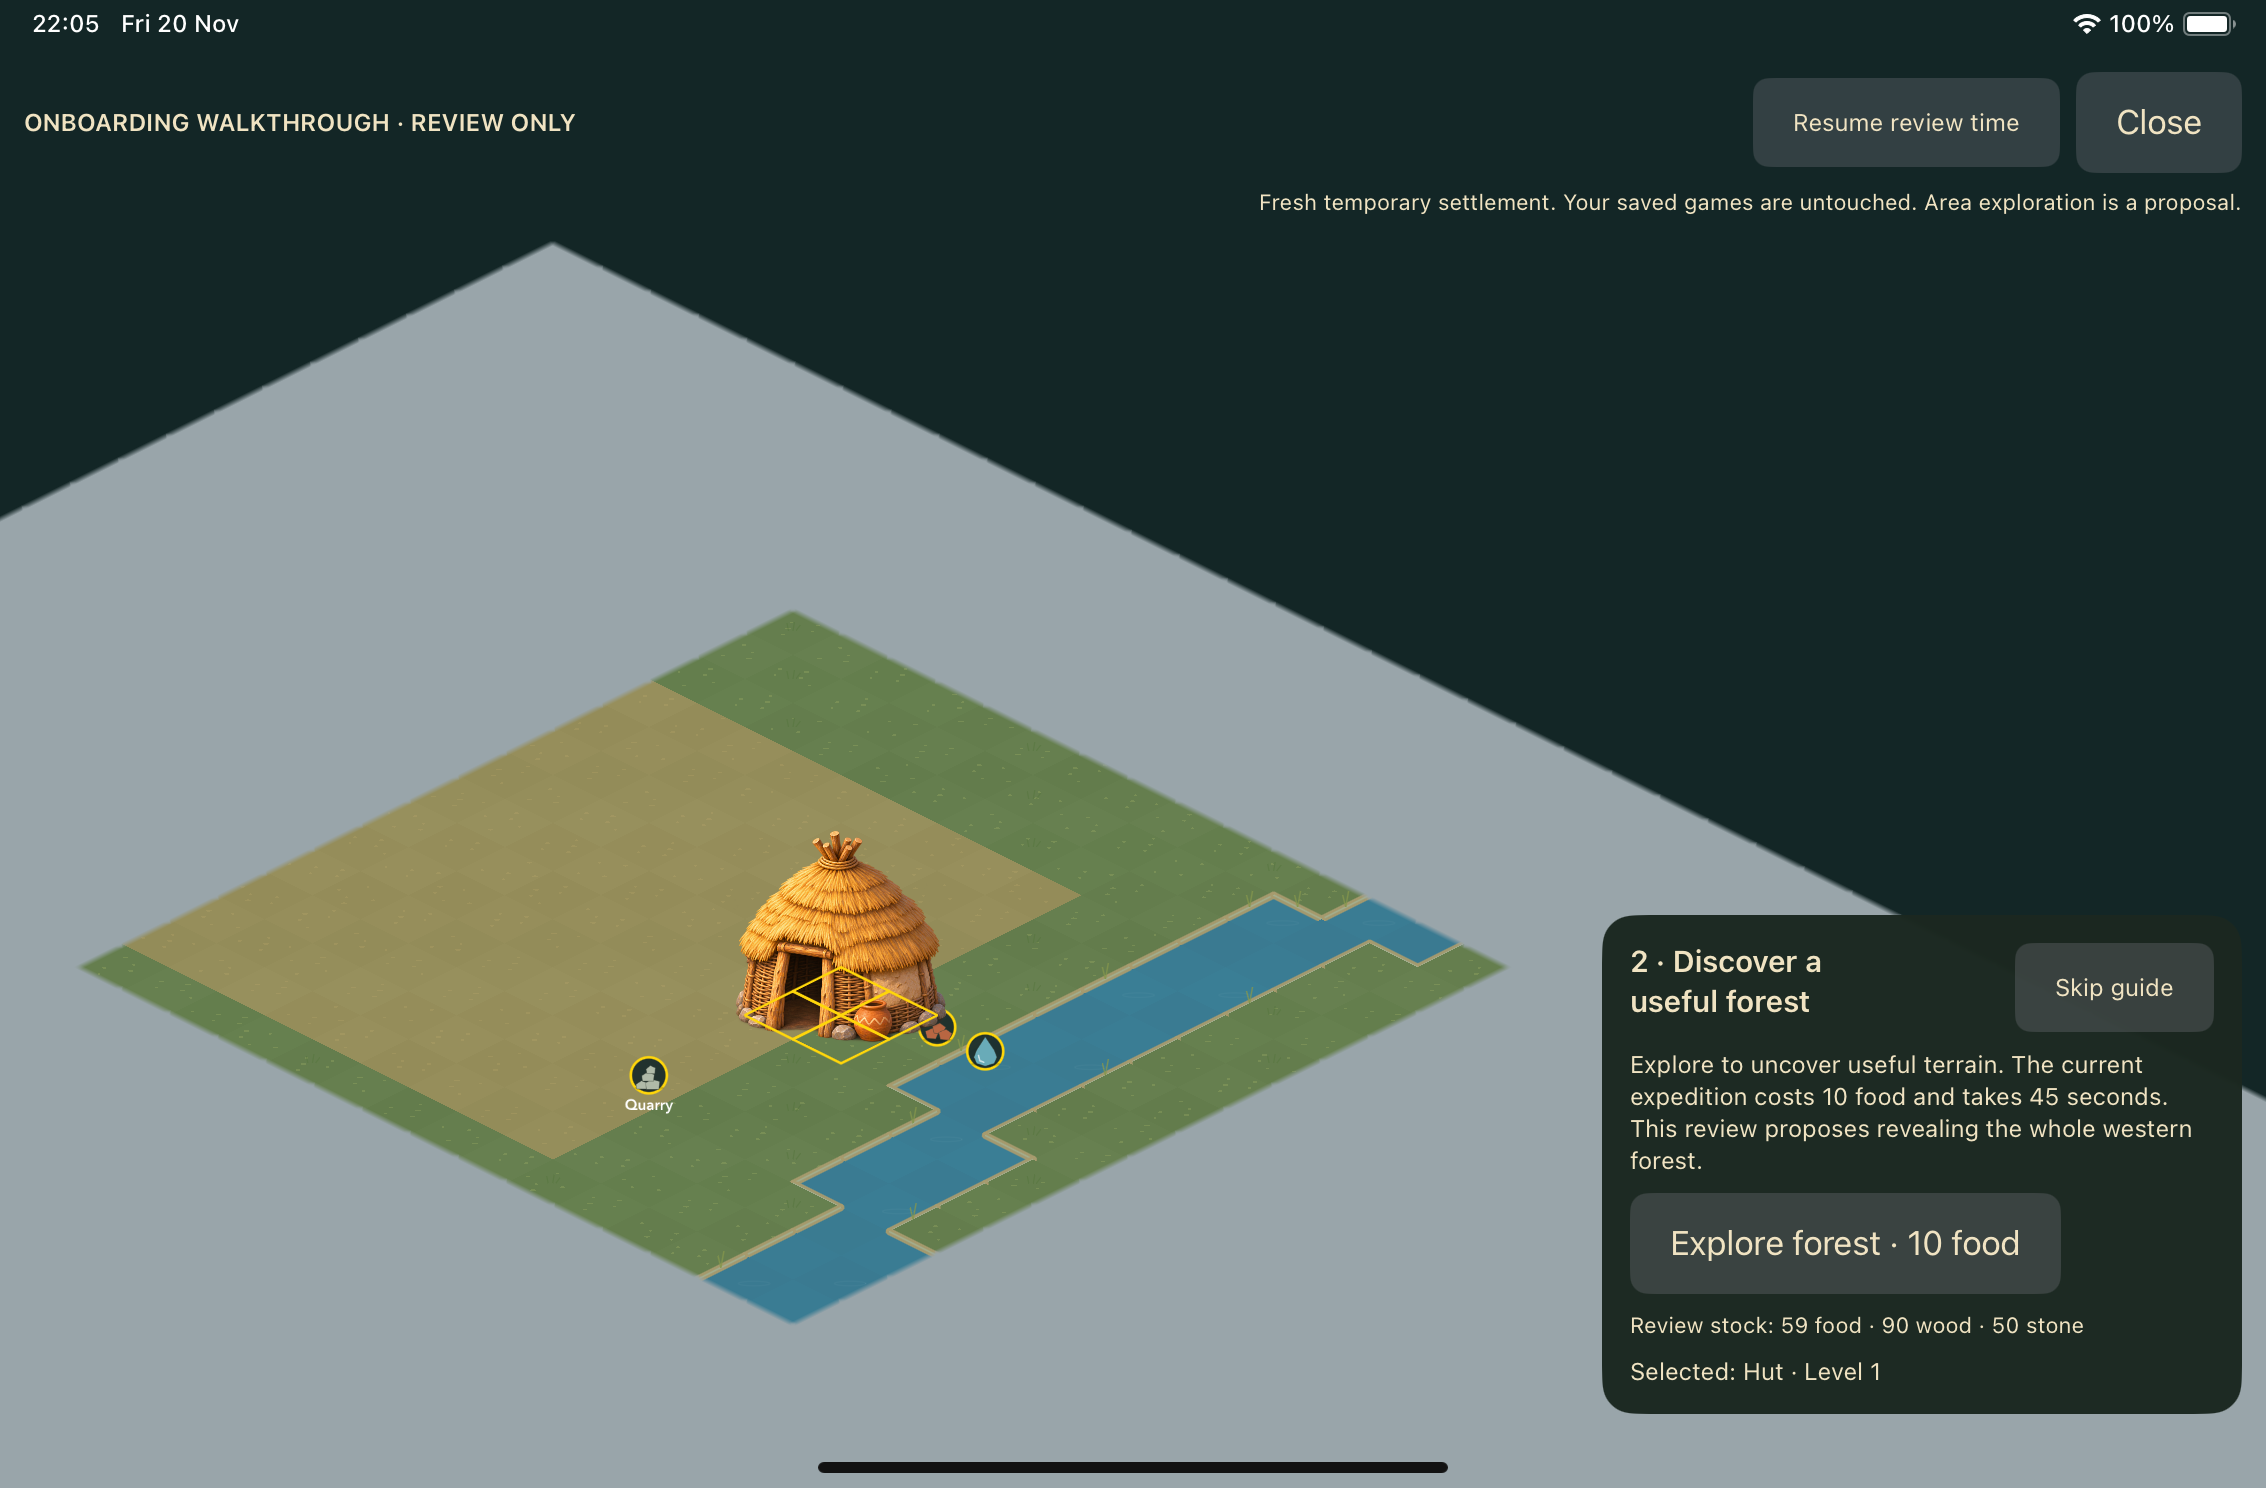 22:05 Fri 20 Nov
100%
ONBOARDING WALKTHROUGH · REVIEW ONLY
Resume review time
Close
Fresh temporary settlement. Your saved games are untouched. Area exploration is a proposal.
Quarry
2 · Discover a
useful forest
Skip guide
Explore to uncover useful terrain. The current
expedition costs 10 food and takes 45 seconds.
This review proposes revealing the whole western
forest.
Explore forest · 10 food
Review stock: 59 food · 90 wood · 50 stone
Selected: Hut · Level 1